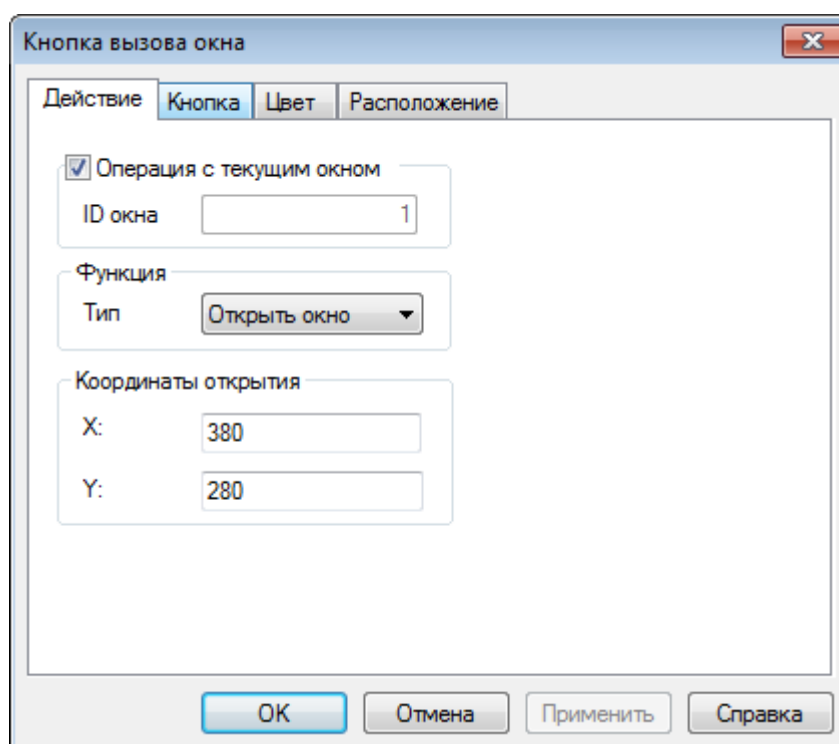 Кнопка вызова окна
Действие Кнопка Цвет Расположение
Операция с текущим окном
ID окна 1
Функция
Тип Открыть окно
Координаты открытия
X: 380
Y: 280
OK Отмена Применить Справка